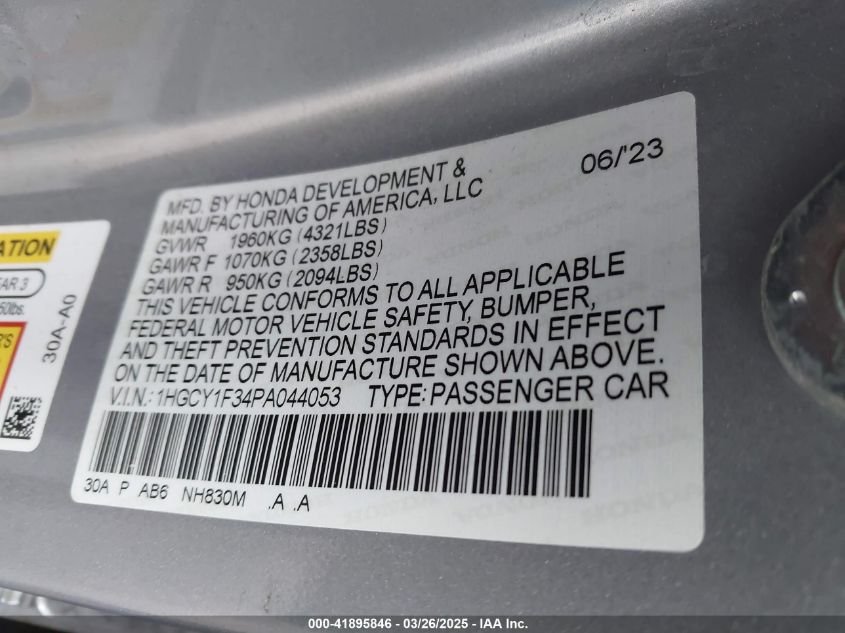 MFD. BY HONDA DEVELOPMENT &
MANUFACTURING OF AMERICA, LLC
06/'23
GVWR 1960KG (4321LBS)
GAWR F 1070KG (2358LBS)
GAWR R 950KG (2094LBS)
THIS VEHICLE CONFORMS TO ALL APPLICABLE
FEDERAL MOTOR VEHICLE SAFETY, BUMPER,
AND THEFT PREVENTION STANDARDS IN EFFECT
ON THE DATE OF MANUFACTURE SHOWN ABOVE.
V.I.N.: 1HGCY1F34PA044053 TYPE: PASSENGER CAR
30A P AB6 NH830M .A .A
30A-A0
000-41895846 - 03/26/2025 - IAA Inc.